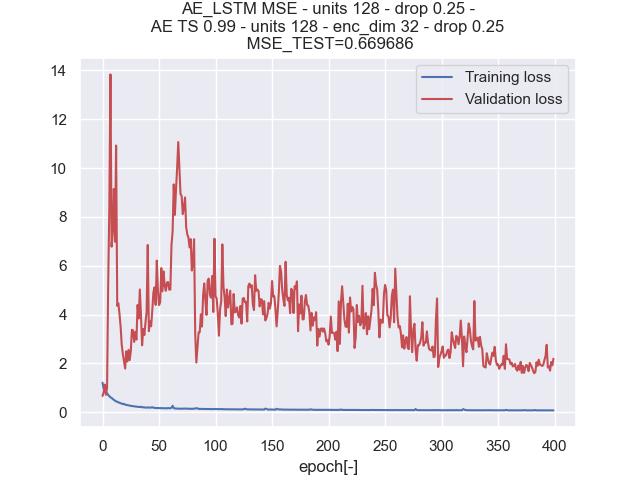 AE_LSTM MSE - units 128 - drop 0.25 -
AE TS 0.99 - units 128 - enc_dim 32 - drop 0.25
MSE_TEST=0.669686
14
12
10
8
6
4
2
0
Training loss
Validation loss
0 50 100 150 200 250 300 350 400
epoch[-]